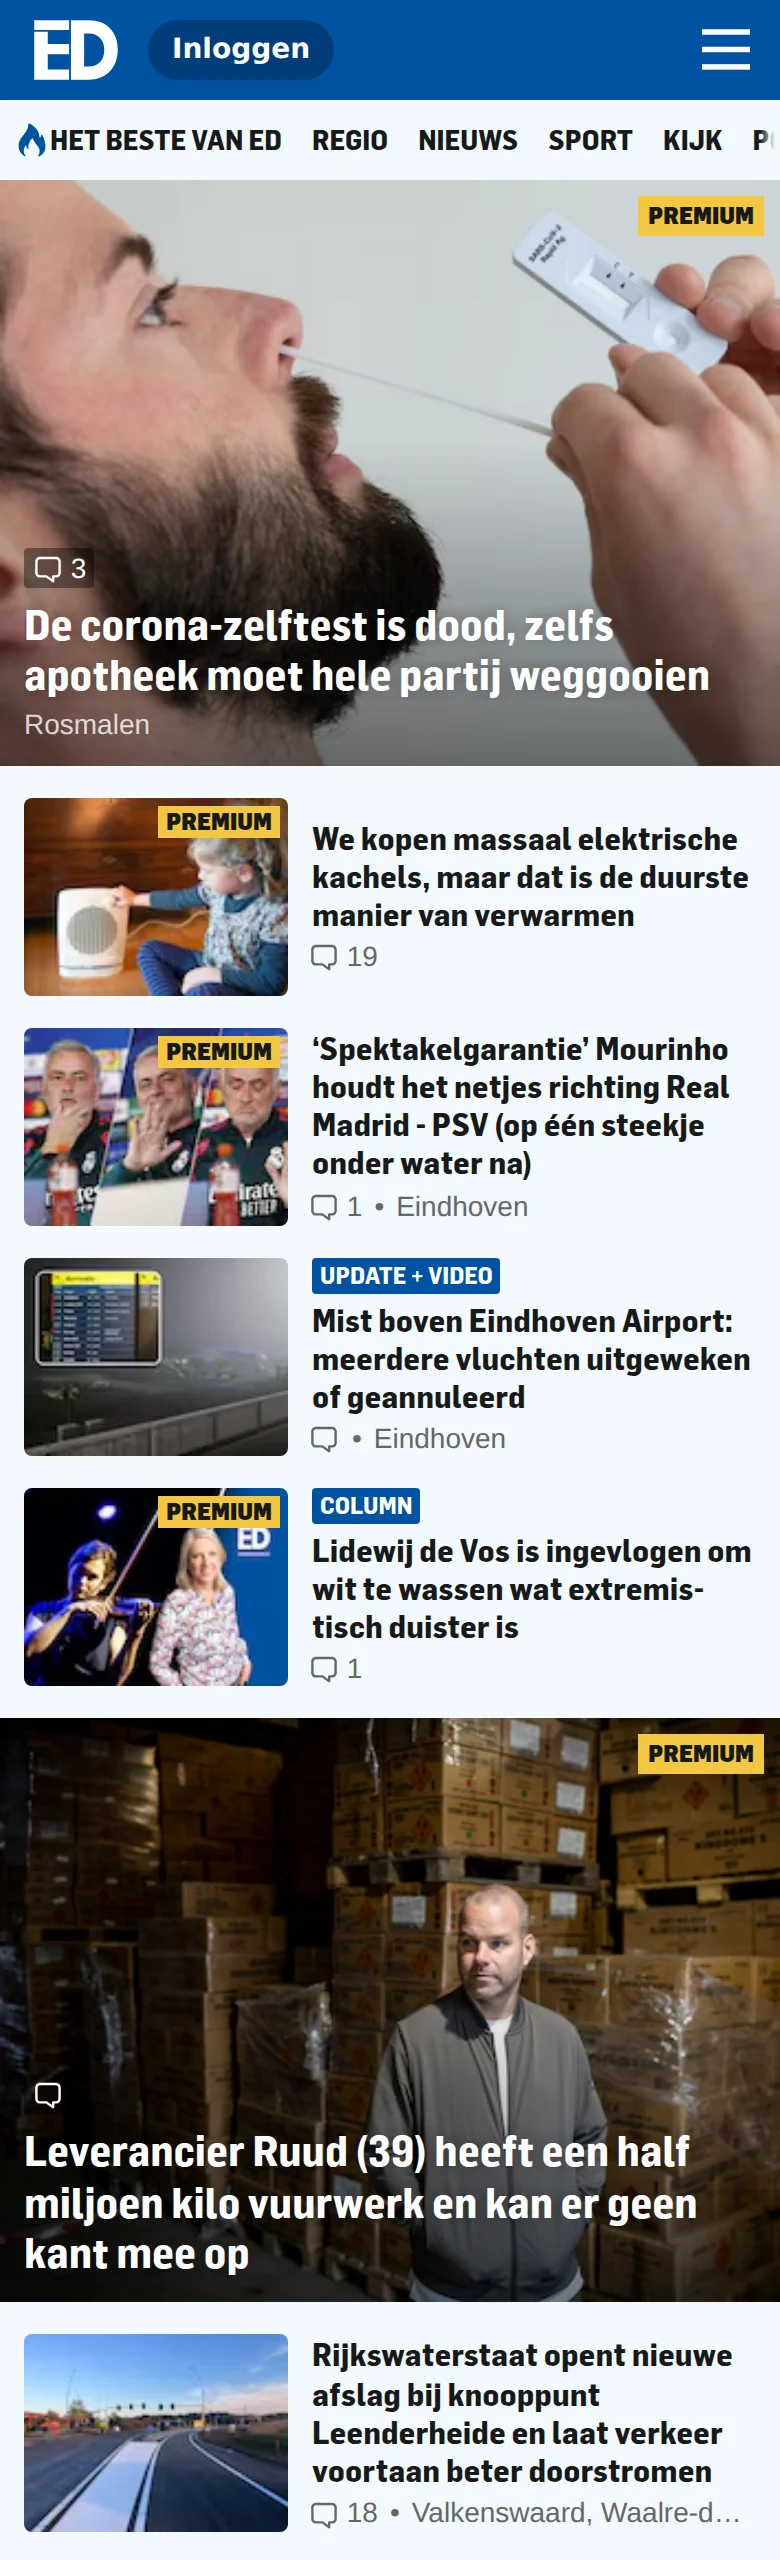 ED
Inloggen
HET BESTE VAN ED REGIO NIEUWS SPORT KIJK
PREMIUM
SARS-CoV-2
Rapid Ag
C T
3
De corona-zelftest is dood, zelfs
apotheek moet hele partij weggooien
Rosmalen
PREMIUM
We kopen massaal elektrische
kachels, maar dat is de duurste
manier van verwarmen
19
PREMIUM
‘Spektakelgarantie’ Mourinho
houdt het netjes richting Real
Madrid - PSV (op één steekje
onder water na)
1 • Eindhoven
UPDATE + VIDEO
Mist boven Eindhoven Airport:
meerdere vluchten uitgeweken
of geannuleerd
• Eindhoven
PREMIUM
ED
COLUMN
Lidewij de Vos is ingevlogen om
wit te wassen wat extremis-
tisch duister is
1
PREMIUM
Leverancier Ruud (39) heeft een half
miljoen kilo vuurwerk en kan er geen
kant mee op
Rijkswaterstaat opent nieuwe
afslag bij knooppunt
Leenderheide en laat verkeer
voortaan beter doorstromen
18 • Valkenswaard, Waalre-d…